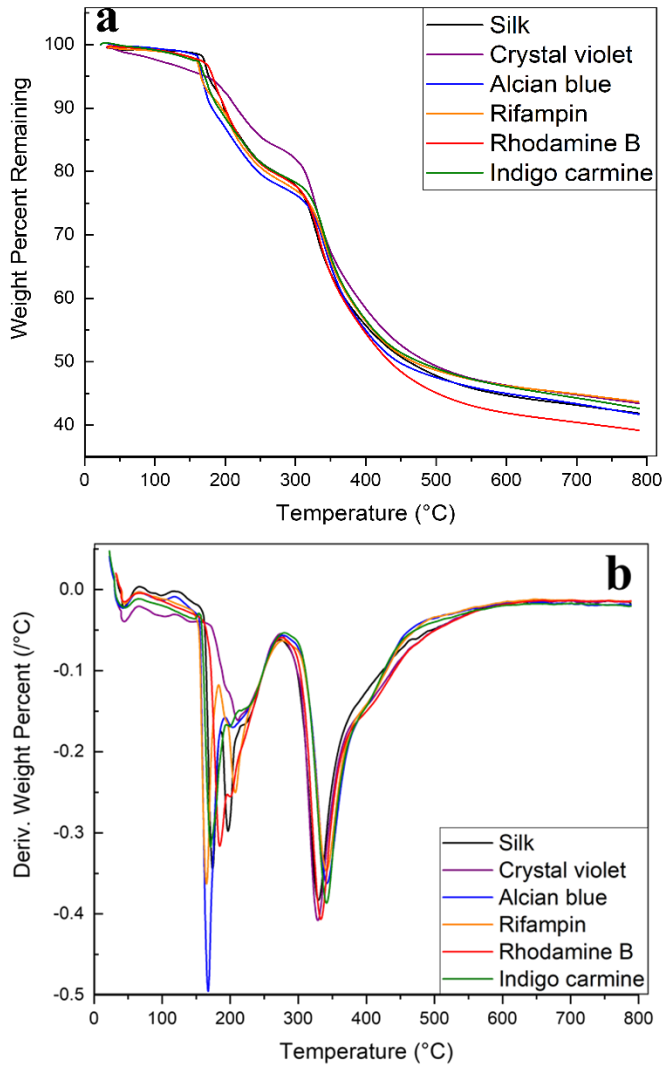 a
Silk
Crystal violet
Alcian blue
Rifampin
Rhodamine B
Indigo carmine
100
90
80
70
60
50
40
Weight Percent Remaining
0 100 200 300 400 500 600 700 800
Temperature (°C)
b
0.0
-0.1
-0.2
-0.3
-0.4
-0.5
Deriv. Weight Percent (/°C)
Silk
Crystal violet
Alcian blue
Rifampin
Rhodamine B
Indigo carmine
0 100 200 300 400 500 600 700 800
Temperature (°C)